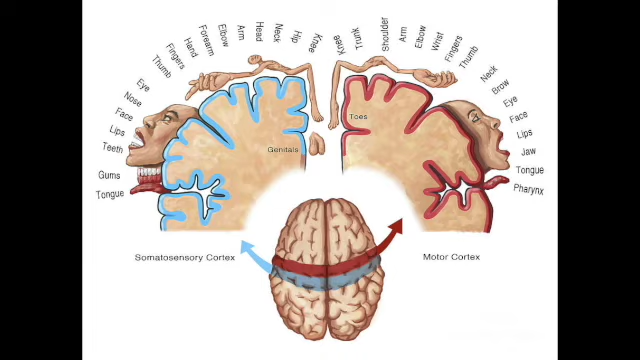 Tongue
Gums
Teeth
Lips
Face
Nose
Eye
Thumb
Fingers
Hand
Forearm
Elbow
Arm
Head
Neck
Hip
Knee
Genitals
Knee
Trunk
Shoulder
Arm
Elbow
Wrist
Fingers
Thumb
Neck
Brow
Eye
Face
Lips
Jaw
Tongue
Pharynx
Toes
Somatosensory Cortex
Motor Cortex